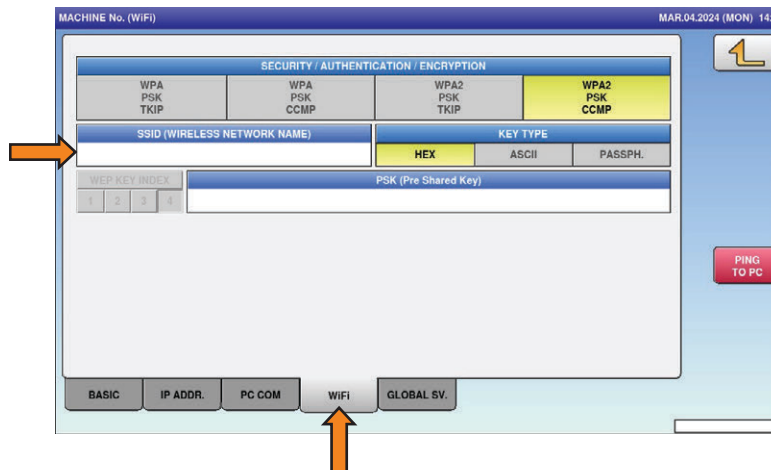 MACHINE No. (WiFi) MAR.04.2024 (MON) 14:
SECURITY / AUTHENTICATION / ENCRYPTION
WPA
PSK
TKIP
WPA
PSK
CCMP
WPA2
PSK
TKIP
WPA2
PSK
CCMP
SSID (WIRELESS NETWORK NAME)
KEY TYPE
HEX ASCII PASSPH.
WEP KEY INDEX
1 2 3 4
PSK (Pre Shared Key)
PING
TO PC
BASIC IP ADDR. PC COM WiFi GLOBAL SV.